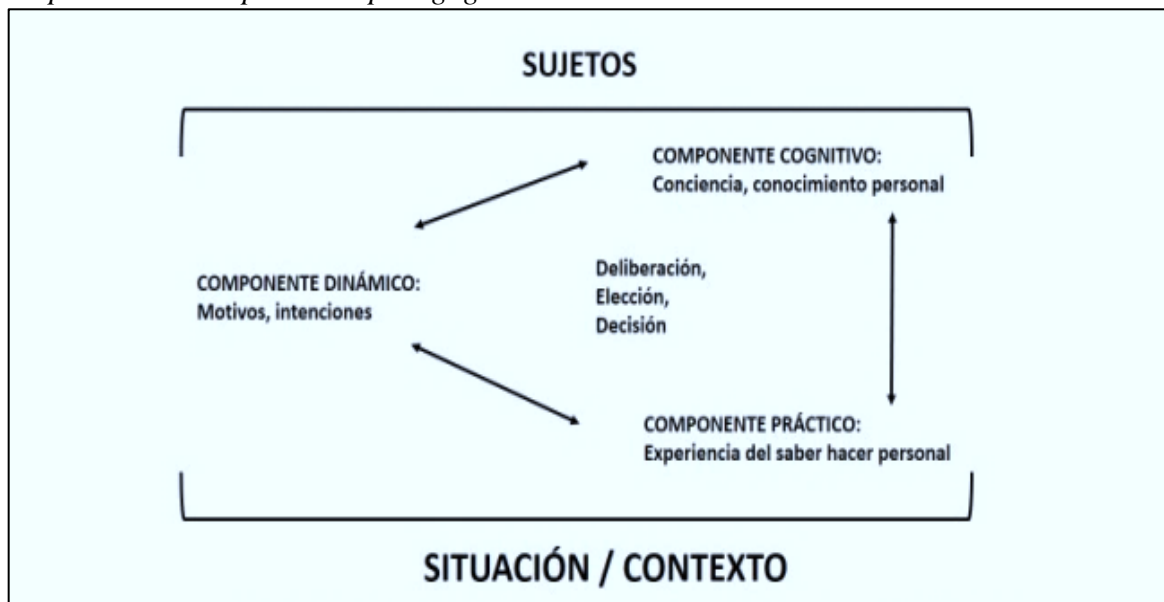 SUJETOS
COMPONENTE COGNITIVO:
Conciencia, conocimiento personal
COMPONENTE DINÁMICO:
Motivos, intenciones
Deliberación,
Elección,
Decisión
COMPONENTE PRÁCTICO:
Experiencia del saber hacer personal
SITUACIÓN / CONTEXTO